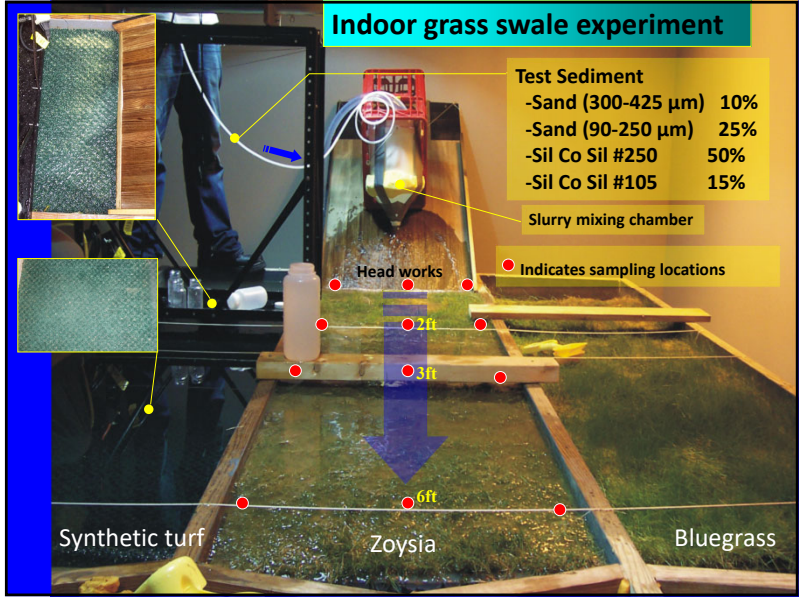 Indoor grass swale experiment
Test Sediment
-Sand (300-425 µm) 10%
-Sand (90-250 µm) 25%
-Sil Co Sil #250 50%
-Sil Co Sil #105 15%
Slurry mixing chamber
Head works
Indicates sampling locations
2ft
3ft
6ft
Synthetic turf
Zoysia
Bluegrass